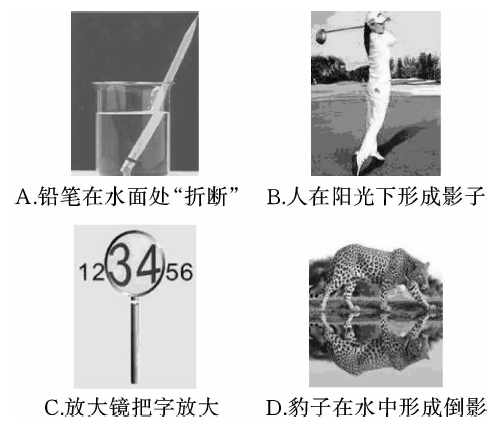 A.铅笔在水面处“折断”
B.人在阳光下形成影子
12 34 56
C.放大镜把字放大
D.豹子在水中形成倒影